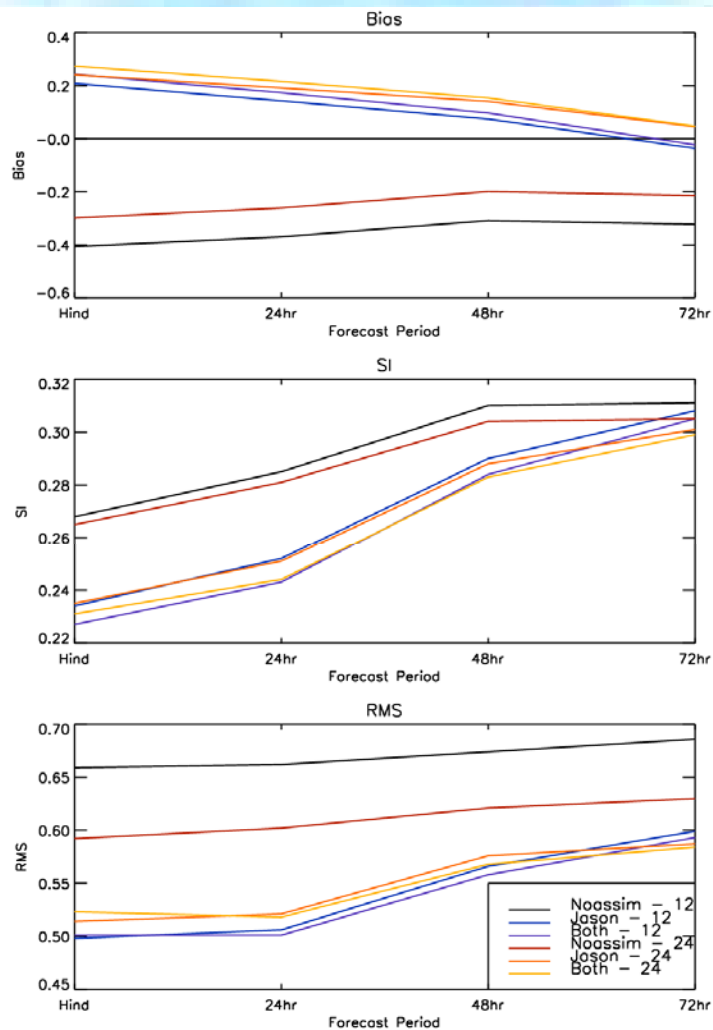 Bias
0.4
0.2
-0.0
-0.2
-0.4
-0.6
Bias
Hind 24hr 48hr 72hr
Forecast Period
SI
0.32
0.30
0.28
0.26
0.24
0.22
SI
Hind 24hr 48hr 72hr
Forecast Period
RMS
0.70
0.65
0.60
0.55
0.50
0.45
RMS
Noassim - 12
Jason - 12
Both - 12
Noassim - 24
Jason - 24
Both - 24
Hind 24hr 48hr 72hr
Forecast Period